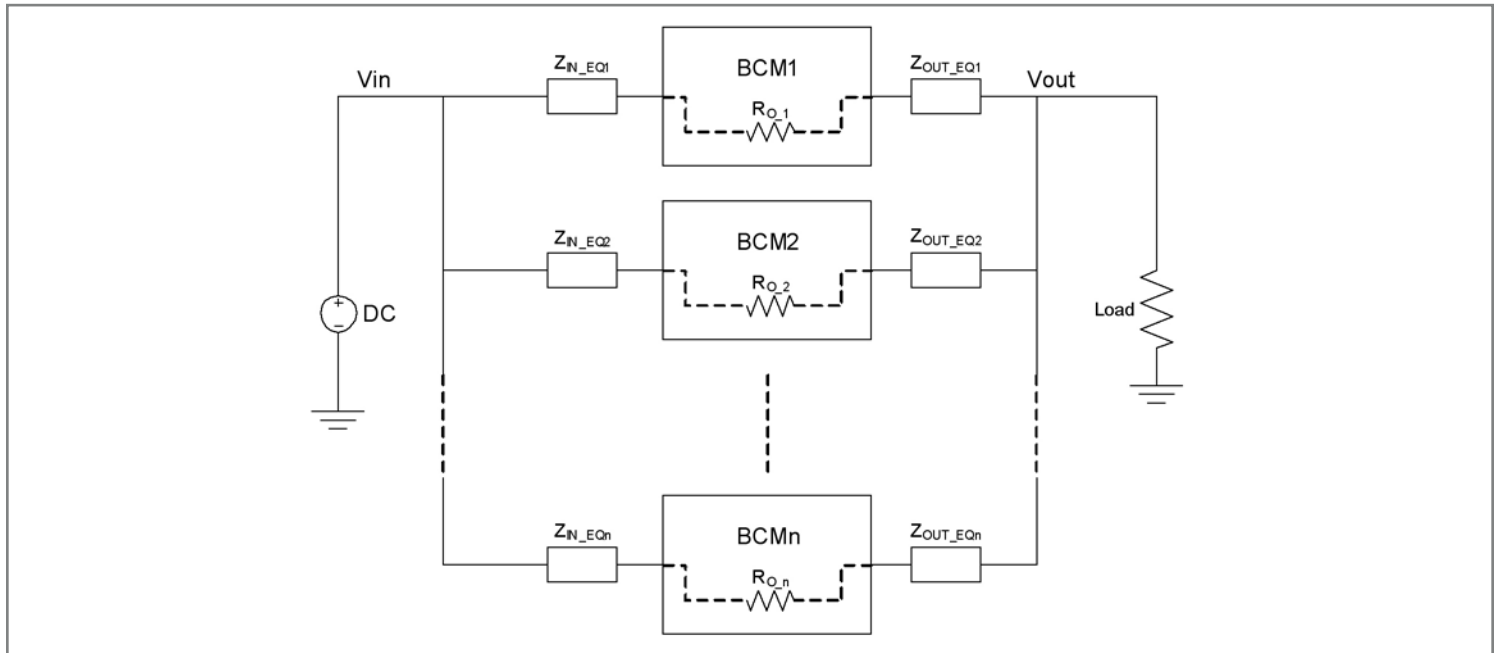 Vin
Z_IN_EQ1
BCM1
R_O_1
Z_OUT_EQ1
Vout
Z_IN_EQ2
BCM2
R_O_2
Z_OUT_EQ2
+
−
DC
Load
Z_IN_EQn
BCMn
R_O_n
Z_OUT_EQn